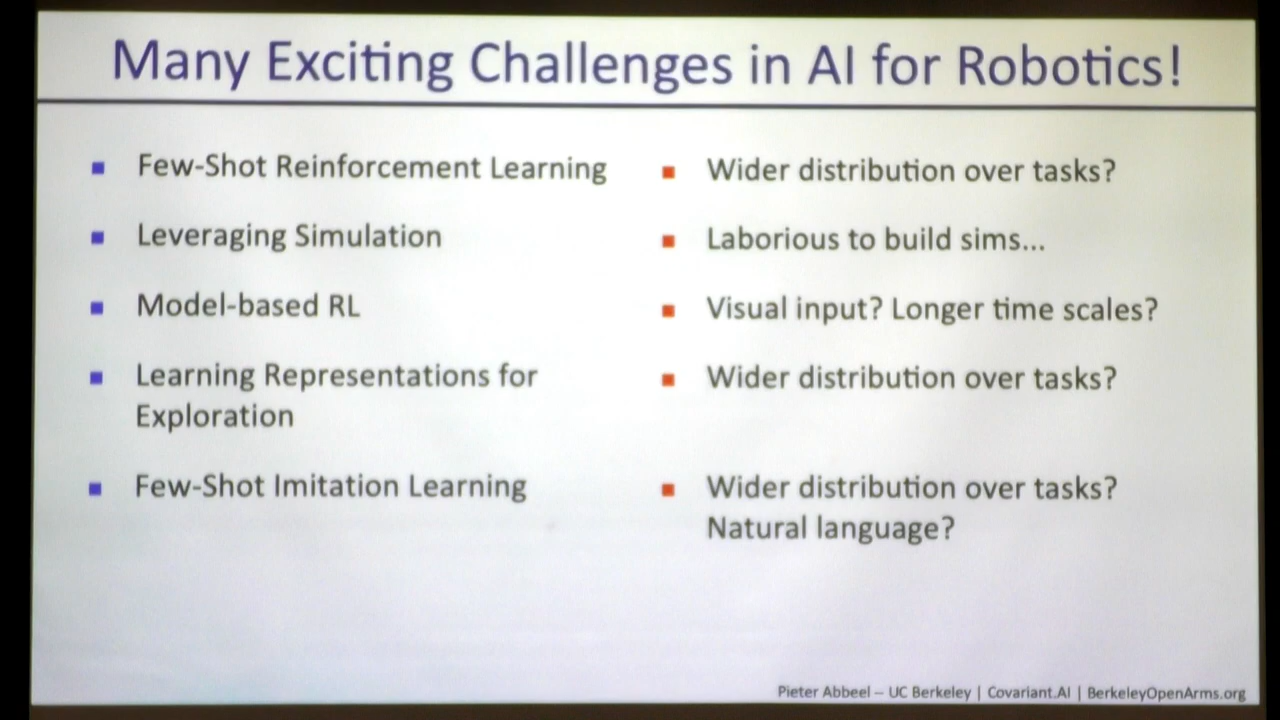 Many Exciting Challenges in AI for Robotics!
Few-Shot Reinforcement Learning
Wider distribution over tasks?
Leveraging Simulation
Laborious to build sims...
Model-based RL
Visual input? Longer time scales?
Learning Representations for
Exploration
Wider distribution over tasks?
Few-Shot Imitation Learning
Wider distribution over tasks?
Natural language?
Pieter Abbeel – UC Berkeley | Covariant.AI | BerkeleyOpenArms.org